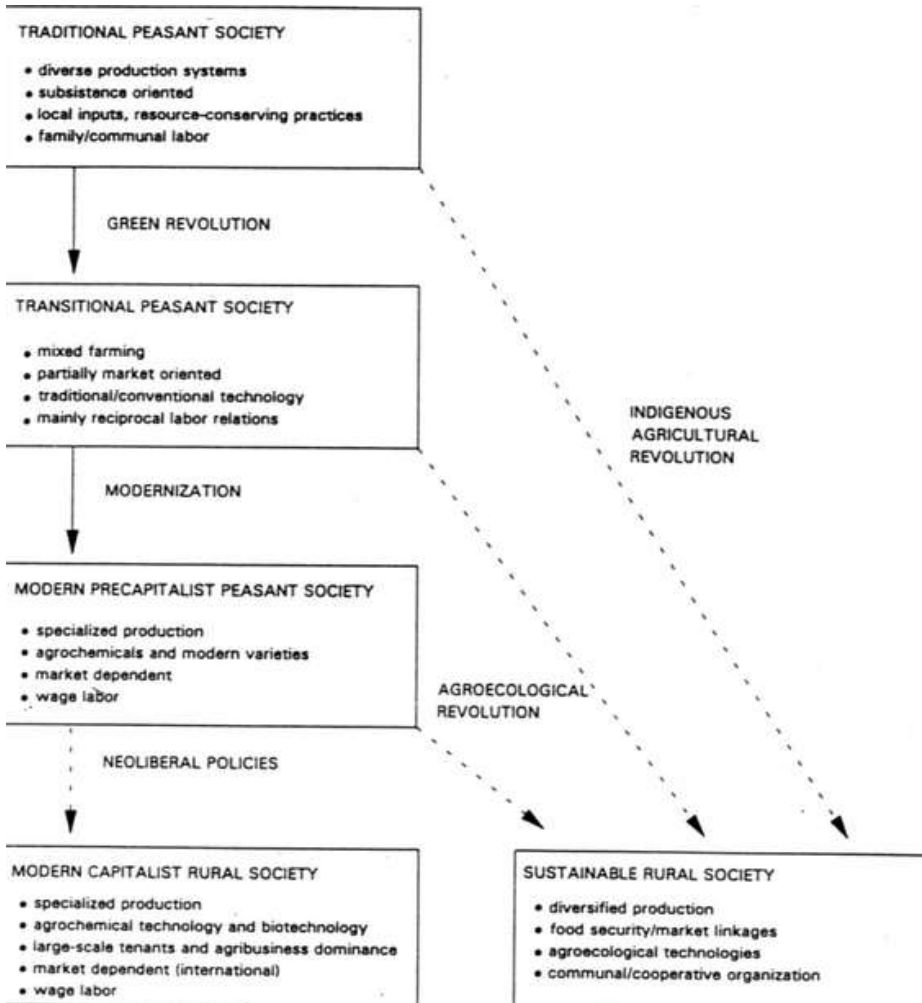 TRADITIONAL PEASANT SOCIETY
• diverse production systems
• subsistence oriented
• local inputs, resource-conserving practices
• family/communal labor
GREEN REVOLUTION
TRANSITIONAL PEASANT SOCIETY
• mixed farming
• partially market oriented
• traditional/conventional technology
• mainly reciprocal labor relations
INDIGENOUS
AGRICULTURAL
REVOLUTION
MODERNIZATION
MODERN PRECAPITALIST PEASANT SOCIETY
• specialized production
• agrochemicals and modern varieties
• market dependent
• wage labor
AGROECOLOGICAL
REVOLUTION
NEOLIBERAL POLICIES
MODERN CAPITALIST RURAL SOCIETY
• specialized production
• agrochemical technology and biotechnology
• large-scale tenants and agribusiness dominance
• market dependent (international)
• wage labor
SUSTAINABLE RURAL SOCIETY
• diversified production
• food security/market linkages
• agroecological technologies
• communal/cooperative organization